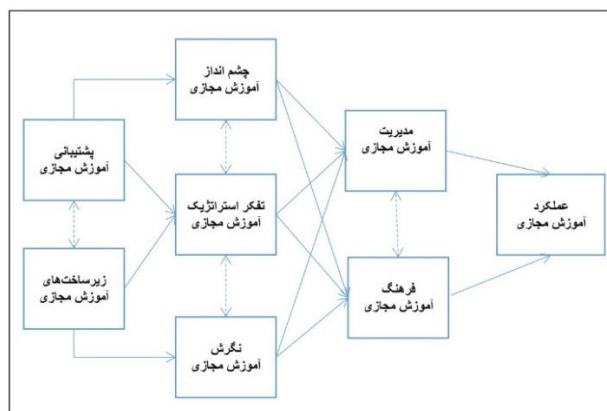 چشم انداز
آموزش مجازی
پشتیبانی
آموزش مجازی
مدیریت
آموزش مجازی
تفکر استراتژیک
آموزش مجازی
عملکرد
آموزش مجازی
زیرساخت‌های
آموزش مجازی
فرهنگ
آموزش مجازی
نگرش
آموزش مجازی